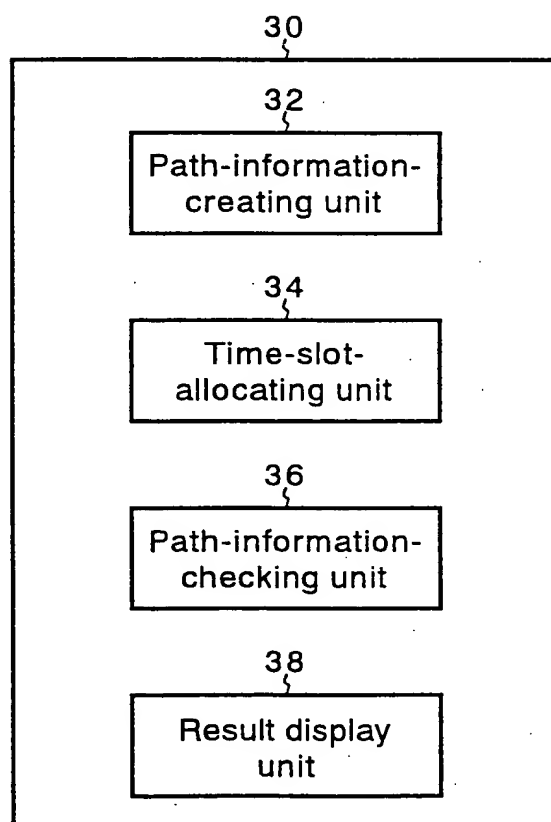 30
32
Path-information-
creating unit
34
Time-slot-
allocating unit
36
Path-information-
checking unit
38
Result display
unit